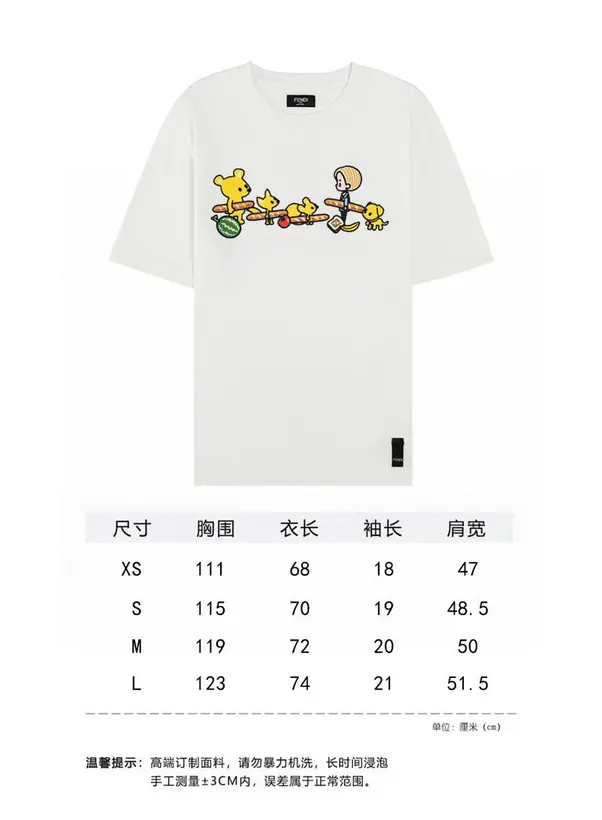 FENDI
FENDI
尺寸 胸围 衣长 袖长 肩宽
XS 111 68 18 47
S 115 70 19 48.5
M 119 72 20 50
L 123 74 21 51.5
单位: 厘米 (cm)
温馨提示: 高端订制面料, 请勿暴力机洗, 长时间浸泡
手工测量±3CM内, 误差属于正常范围。